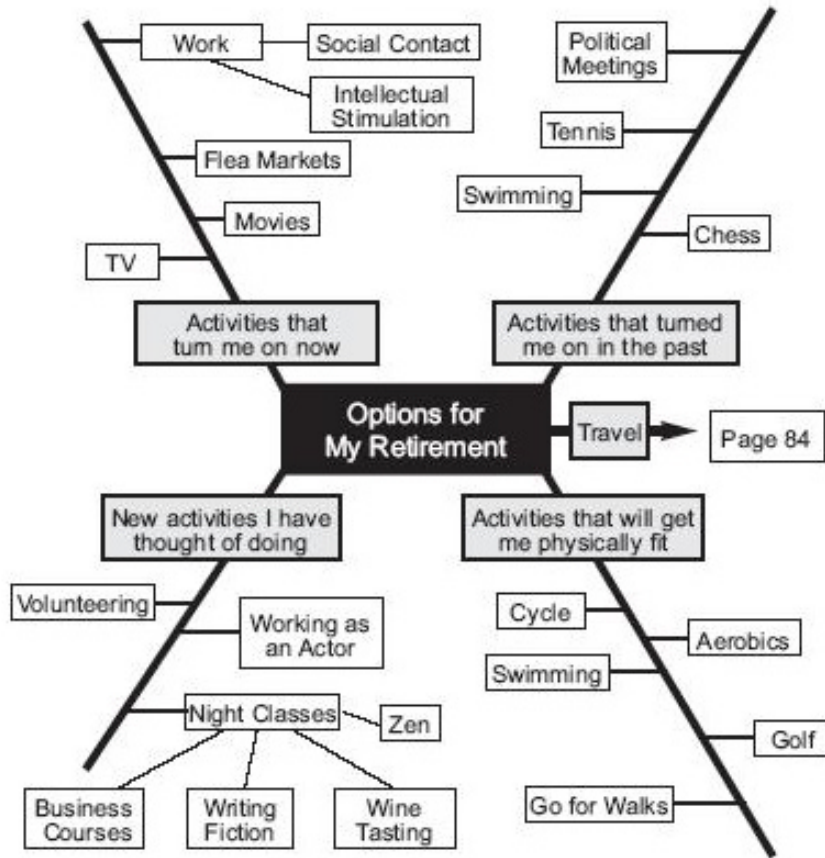 Work
Social Contact
Intellectual
Stimulation
Flea Markets
Movies
TV
Activities that
turn me on now
Political
Meetings
Tennis
Swimming
Chess
Activities that turned
me on in the past
Options for
My Retirement
Travel
Page 84
New activities I have
thought of doing
Volunteering
Working as
an Actor
Night Classes
Zen
Business
Courses
Writing
Fiction
Wine
Tasting
Activities that will get
me physically fit
Cycle
Aerobics
Swimming
Golf
Go for Walks